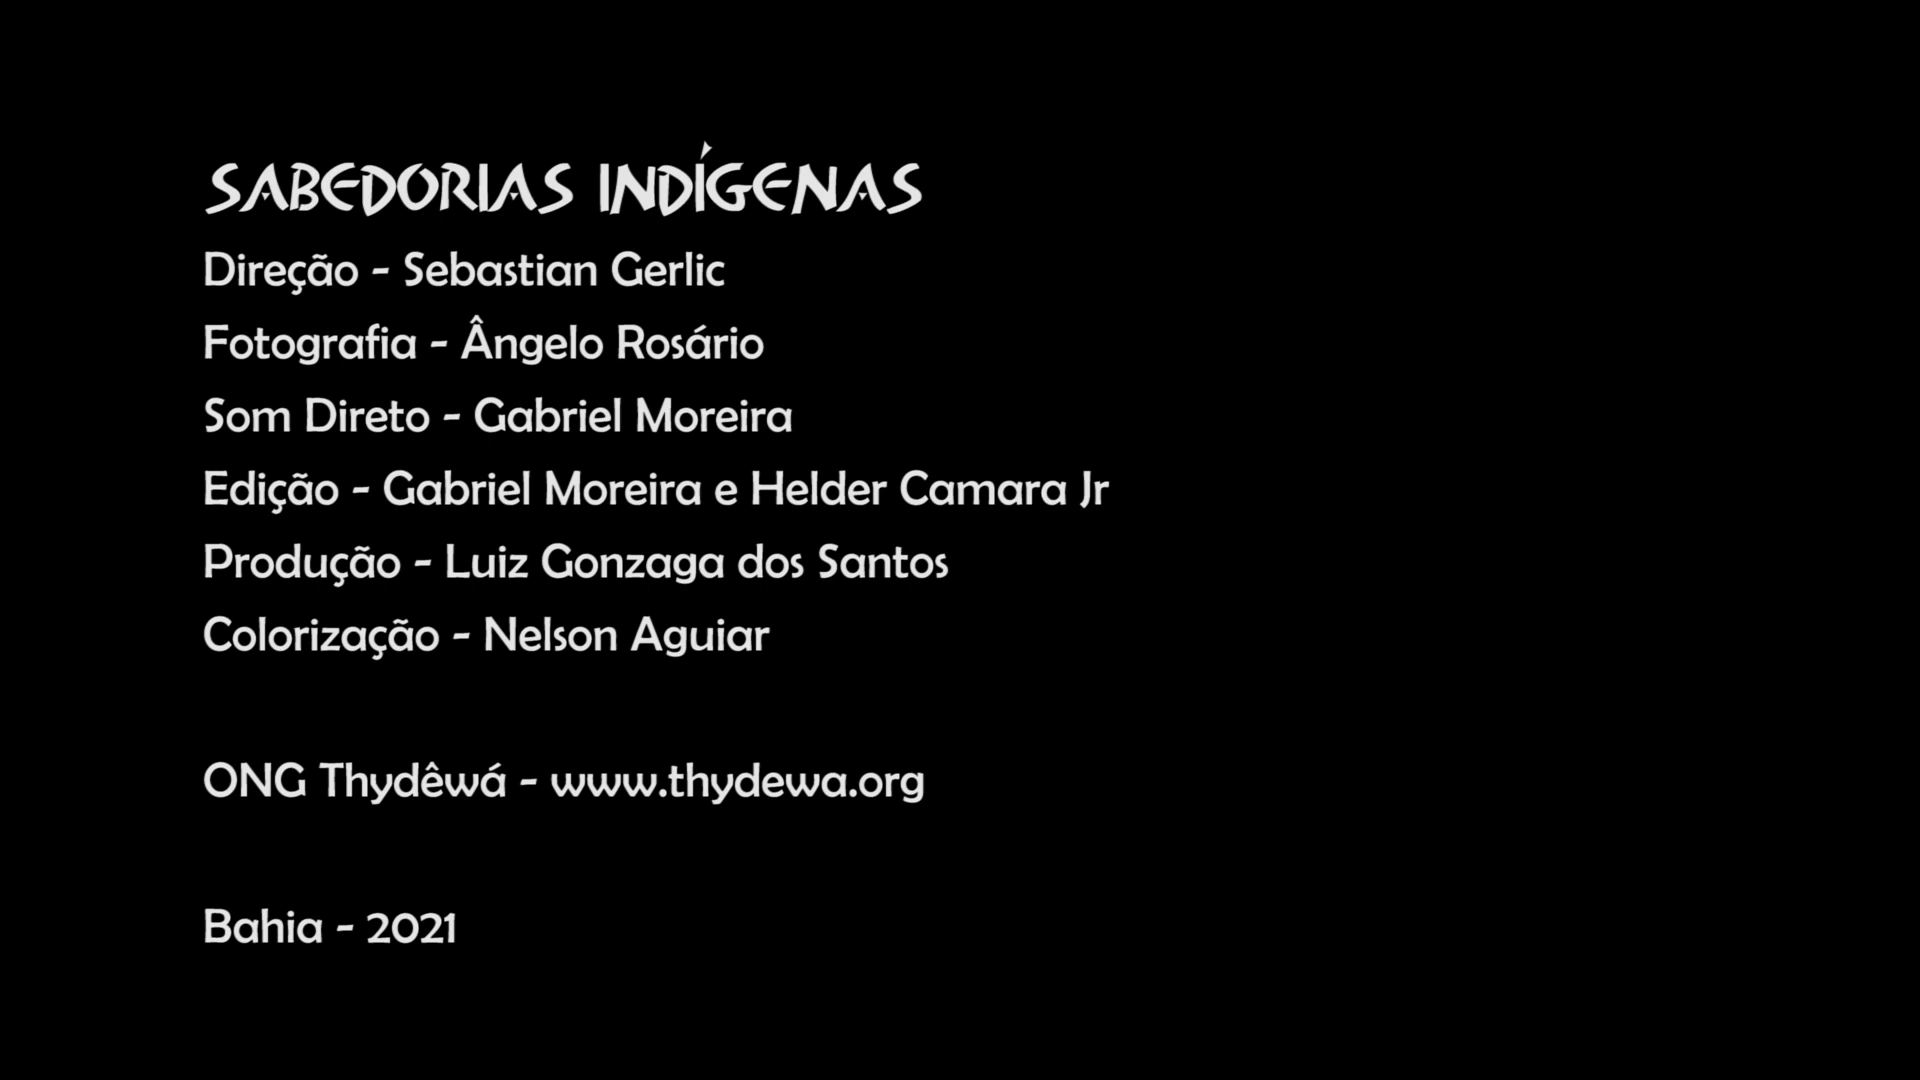 SABEDORIAS INDÍGENAS
Direção - Sebastian Gerlic
Fotografia - Ângelo Rosário
Som Direto - Gabriel Moreira
Edição - Gabriel Moreira e Helder Camara Jr
Produção - Luiz Gonzaga dos Santos
Colorização - Nelson Aguiar
ONG Thydêwá - www.thydewa.org
Bahia - 2021